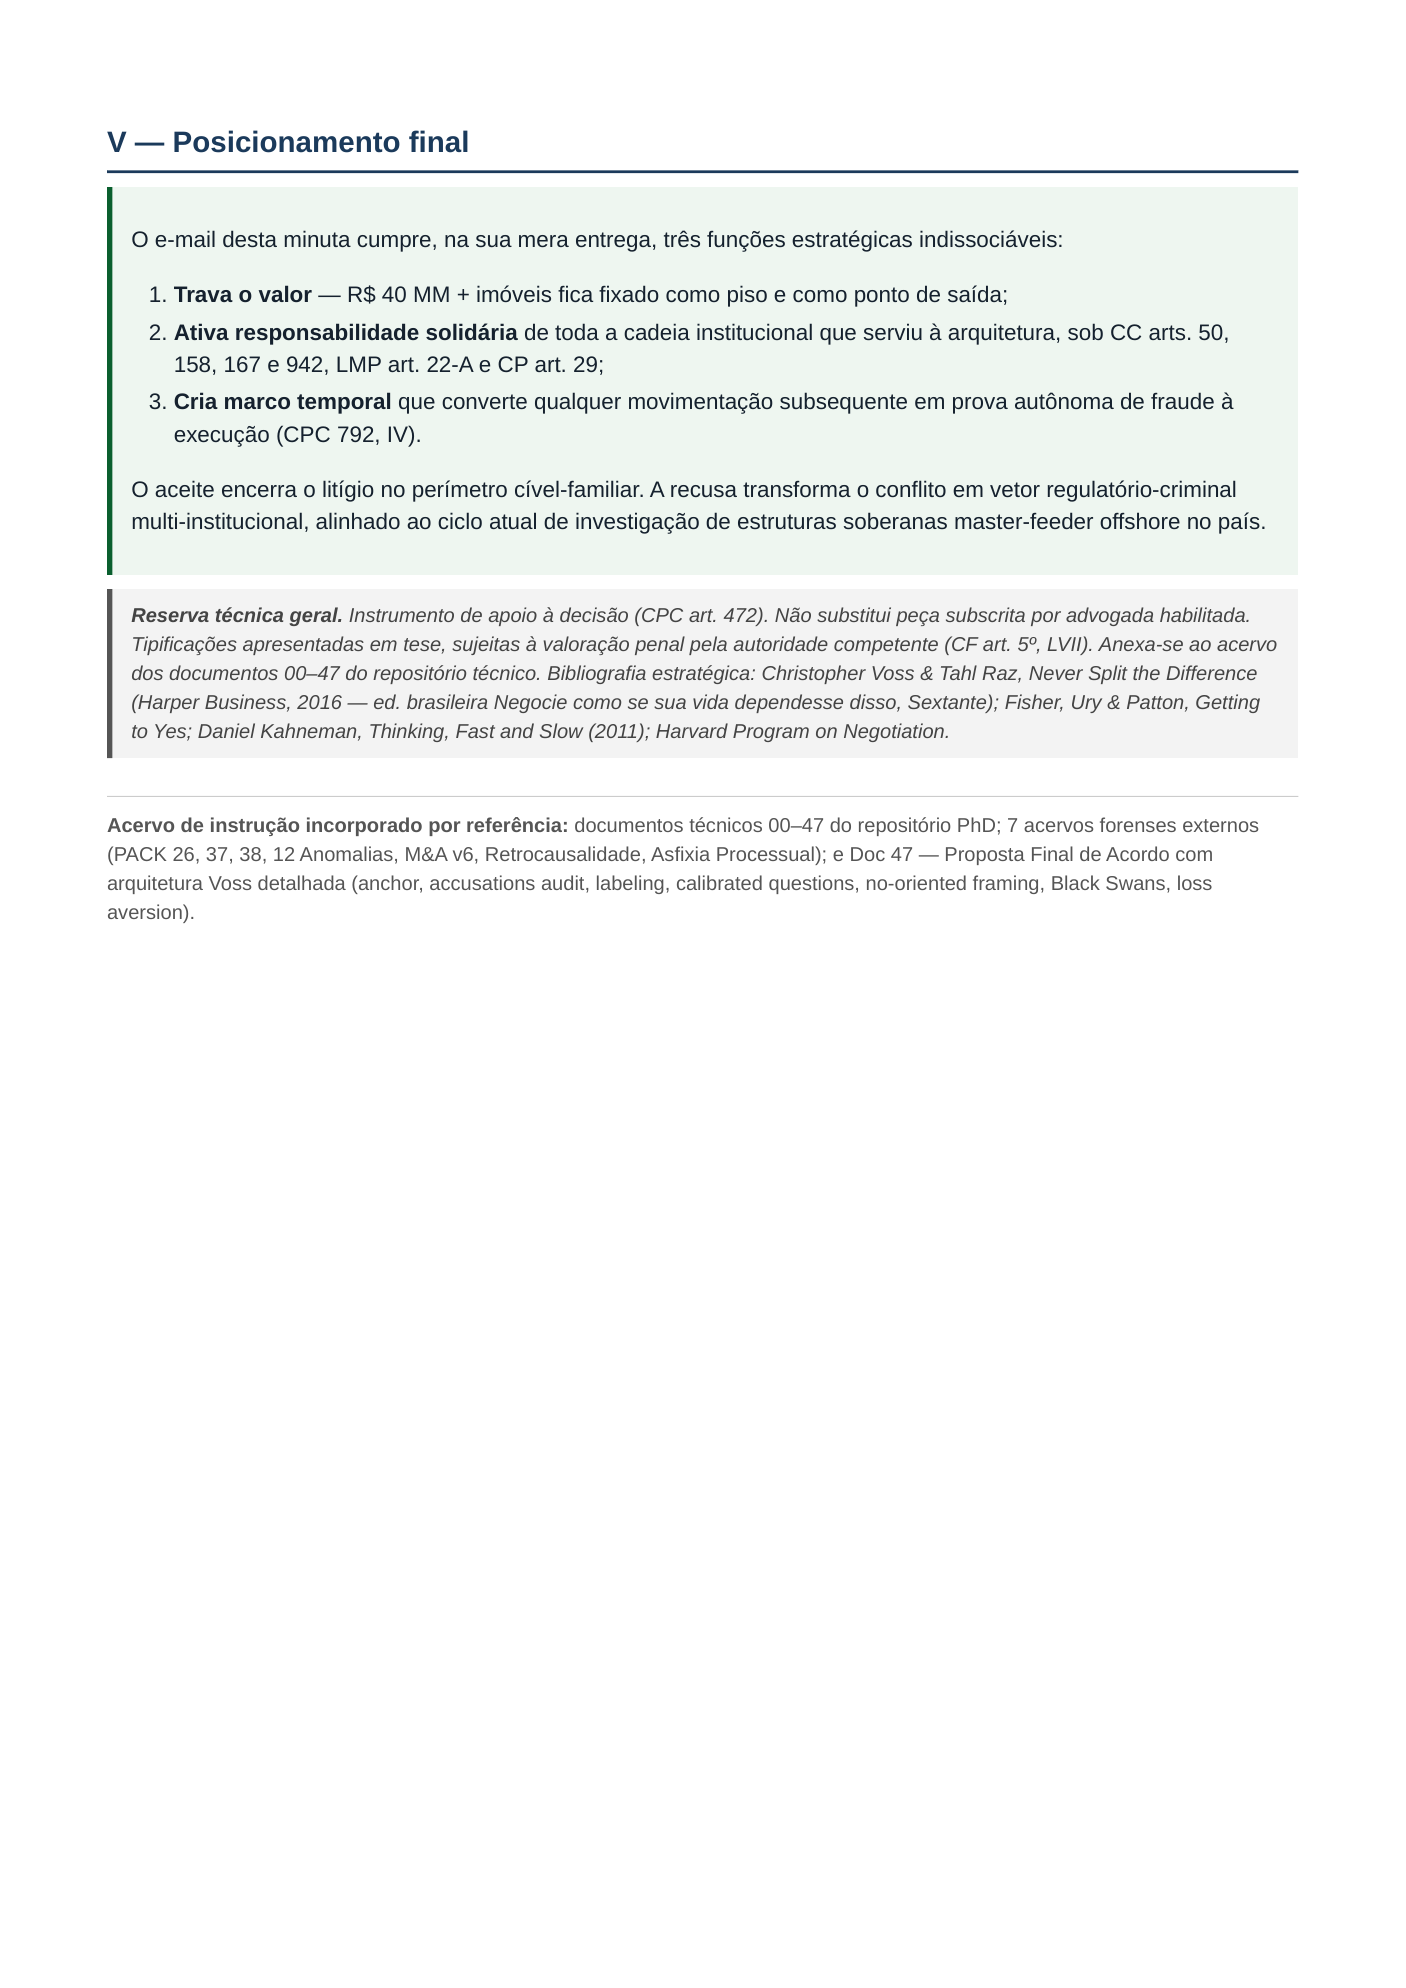 V — Posicionamento final
O e-mail desta minuta cumpre, na sua mera entrega, três funções estratégicas indissociáveis:
1. Trava o valor — R$ 40 MM + imóveis fica fixado como piso e como ponto de saída;
2. Ativa responsabilidade solidária de toda a cadeia institucional que serviu à arquitetura, sob CC arts. 50,
158, 167 e 942, LMP art. 22-A e CP art. 29;
3. Cria marco temporal que converte qualquer movimentação subsequente em prova autônoma de fraude à
execução (CPC 792, IV).
O aceite encerra o litígio no perímetro cível-familiar. A recusa transforma o conflito em vetor regulatório-criminal
multi-institucional, alinhado ao ciclo atual de investigação de estruturas soberanas master-feeder offshore no país.
Reserva técnica geral. Instrumento de apoio à decisão (CPC art. 472). Não substitui peça subscrita por advogada habilitada.
Tipificações apresentadas em tese, sujeitas à valoração penal pela autoridade competente (CF art. 5º, LVII). Anexa-se ao acervo
dos documentos 00–47 do repositório técnico. Bibliografia estratégica: Christopher Voss & Tahl Raz, Never Split the Difference
(Harper Business, 2016 — ed. brasileira Negocie como se sua vida dependesse disso, Sextante); Fisher, Ury & Patton, Getting
to Yes; Daniel Kahneman, Thinking, Fast and Slow (2011); Harvard Program on Negotiation.
Acervo de instrução incorporado por referência: documentos técnicos 00–47 do repositório PhD; 7 acervos forenses externos
(PACK 26, 37, 38, 12 Anomalias, M&A v6, Retrocausalidade, Asfixia Processual); e Doc 47 — Proposta Final de Acordo com
arquitetura Voss detalhada (anchor, accusations audit, labeling, calibrated questions, no-oriented framing, Black Swans, loss
aversion).